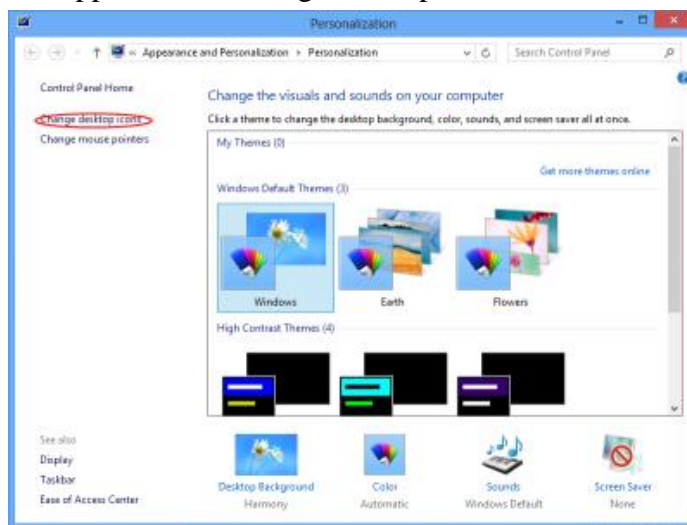 Personalization
« Appearance and Personalization Personalization
Search Control Panel
Control Panel Home
Change desktop icons
Change mouse pointers
Change the visuals and sounds on your computer
Click a theme to change the desktop background, color, sounds, and screen saver all at once.
My Themes (0)
Get more themes online
Windows Default Themes (3)
Windows Earth Flowers
High Contrast Themes (4)
See also
Display
Taskbar
Ease of Access Center
Desktop Background Color Sounds Screen Saver
Harmony Automatic Windows Default None